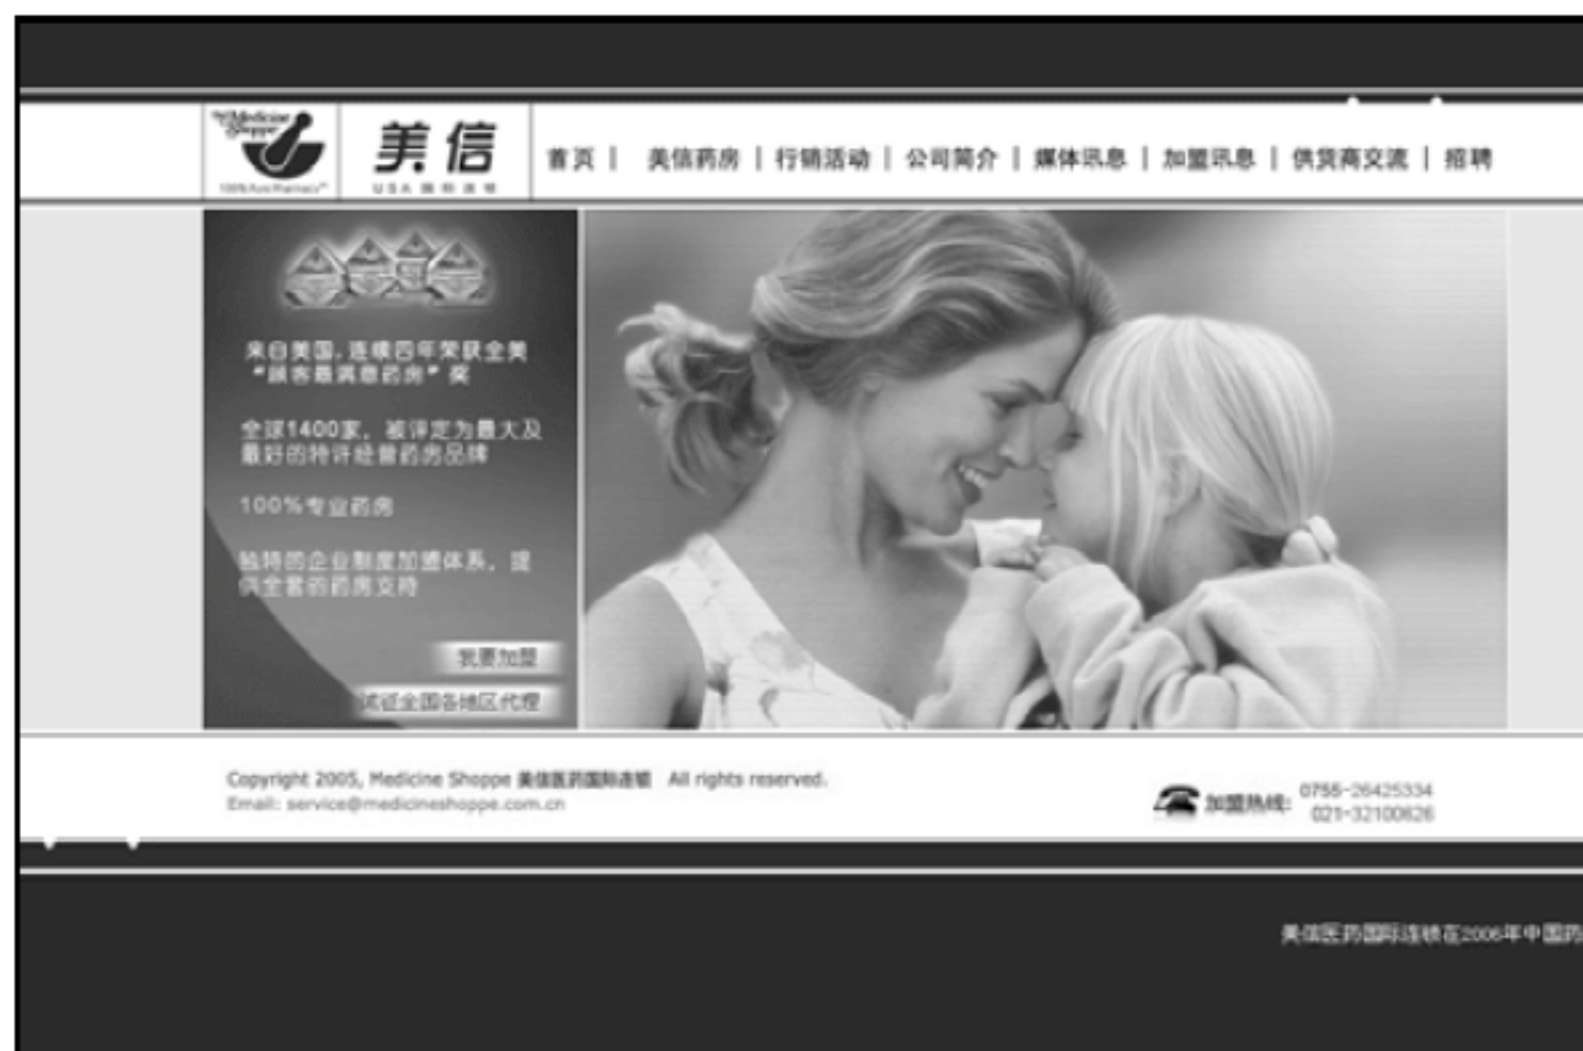 The Medicine Shoppe
美信
USA 国际连锁
首页 | 美信药房 | 行销活动 | 公司简介 | 媒体讯息 | 加盟讯息 | 供货商交流 | 招聘
来自美国，连续四年荣获全美
“顾客最满意药房”奖
全球1400家，被评定为最大及
最好的特许经营药房品牌
100%专业药房
独特的企业制度加盟体系，提
供全套的药房支持
我要加盟
诚征全国各地区代理
Copyright 2005, Medicine Shoppe 美信医药国际连锁 All rights reserved.
Email: service@medicineshoppe.com.cn
加盟热线: 0755-26425334
021-32100626
美信医药国际连锁在2006年中国药